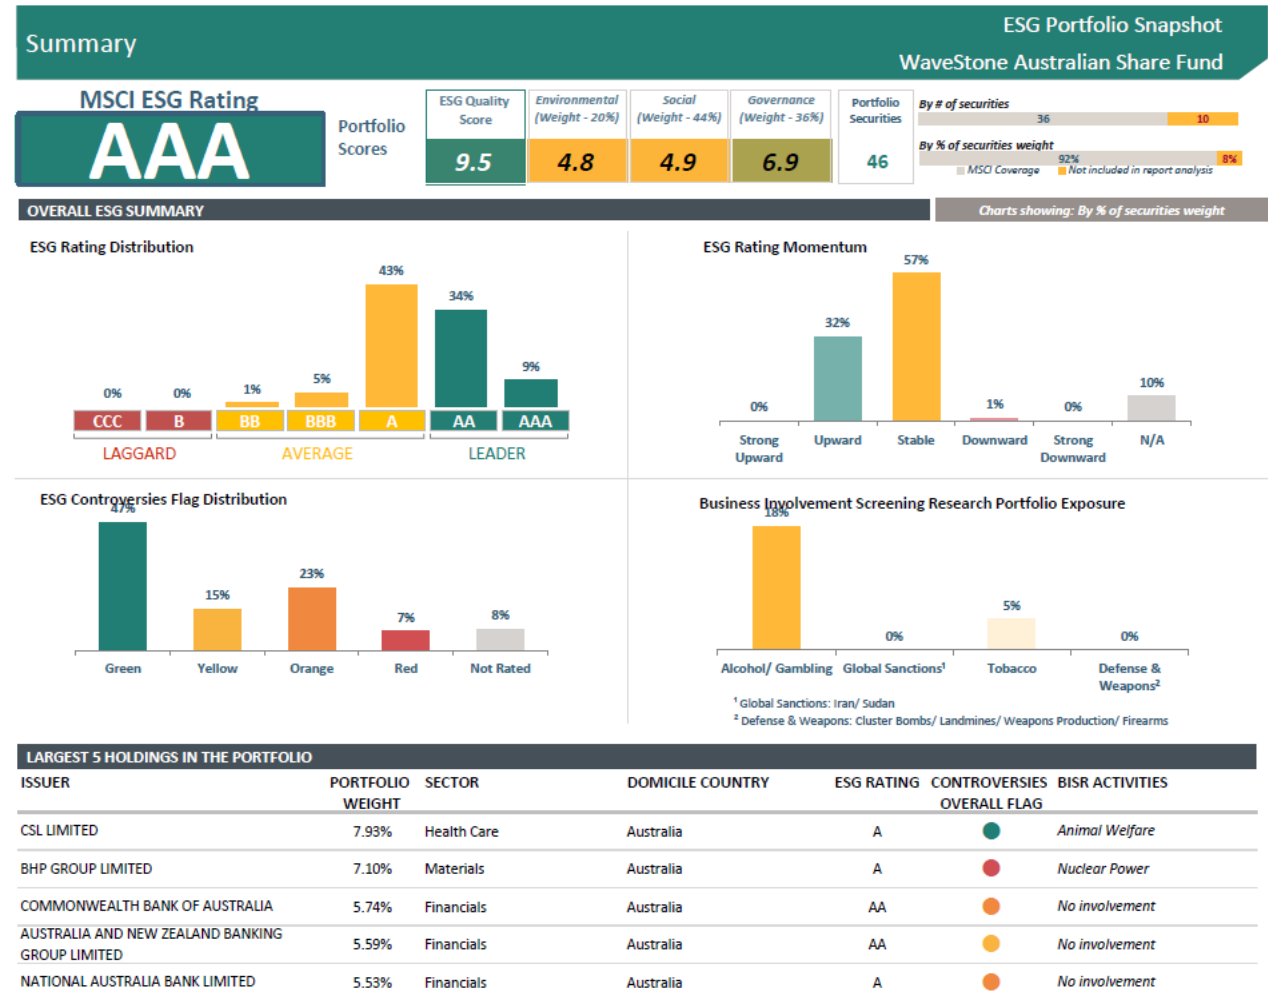 Summary
ESG Portfolio Snapshot
WaveStone Australian Share Fund
MSCI ESG Rating
AAA
Portfolio
Scores
ESG Quality
Score
9.5
Environmental
(Weight - 20%)
4.8
Social
(Weight - 44%)
4.9
Governance
(Weight - 36%)
6.9
Portfolio
Securities
46
By # of securities
36 10
By % of securities weight
92% 8%
MSCI Coverage Not included in report analysis
OVERALL ESG SUMMARY
Charts showing: By % of securities weight
ESG Rating Distribution
0% 0% 1% 5% 43% 34% 9%
CCC B BB BBB A AA AAA
LAGGARD AVERAGE LEADER
ESG Rating Momentum
0% 32% 57% 1% 0% 10%
Strong Upward Stable Downward Strong N/A
Upward Downward
ESG Controversies Flag Distribution
47% 15% 23% 7% 8%
Green Yellow Orange Red Not Rated
Business Involvement Screening Research Portfolio Exposure
18% 0% 5% 0%
Alcohol/ Gambling Global Sanctions¹ Tobacco Defense &
Weapons²
¹ Global Sanctions: Iran/ Sudan
² Defense & Weapons: Cluster Bombs/ Landmines/ Weapons Production/ Firearms
LARGEST 5 HOLDINGS IN THE PORTFOLIO
ISSUER PORTFOLIO SECTOR DOMICILE COUNTRY ESG RATING CONTROVERSIES BISR ACTIVITIES
WEIGHT OVERALL FLAG
CSL LIMITED 7.93% Health Care Australia A Animal Welfare
BHP GROUP LIMITED 7.10% Materials Australia A Nuclear Power
COMMONWEALTH BANK OF AUSTRALIA 5.74% Financials Australia AA No involvement
AUSTRALIA AND NEW ZEALAND BANKING
GROUP LIMITED 5.59% Financials Australia AA No involvement
NATIONAL AUSTRALIA BANK LIMITED 5.53% Financials Australia A No involvement